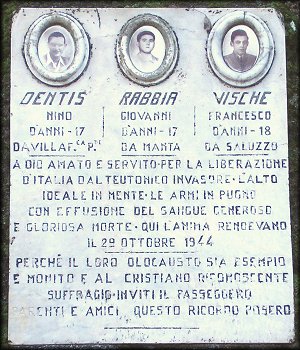 DENTIS RABBIA VISCHE
NINO GIOVANNI FRANCESCO
D'ANNI-17 D'ANNI-17 D'ANNI-18
DA VILLAF.CA P.TE DA MANTA DA SALUZZO
A DIO AMATO E SERVITO·PER LA LIBERAZIONE
D'ITALIA DAL TEUTONICO INVASORE·L'ALTO
IDEALE IN MENTE·LE ARMI IN PUGNO
CON EFFUSIONE DEL SANGUE GENEROSO
E GLORIOSA MORTE·QUI L'ANIMA RENDEVANO
IL 29 OTTOBRE 1944
PERCHÈ IL LORO OLOCAUSTO SIA ESEMPIO
E MONITO E AL CRISTIANO RICONOSCENTE
SUFFRAGIO·INVITI IL PASSEGGERO
PARENTI E AMICI, QUESTO RICORDO POSERO